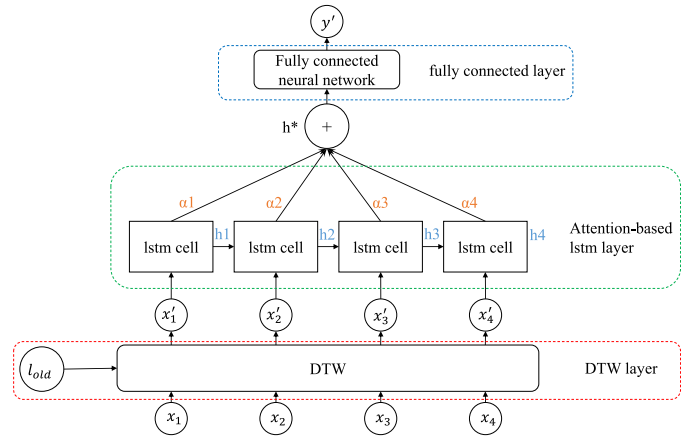 y′
Fully connected
neural network
fully connected layer
h*
+
α1
α2
α3
α4
lstm cell
h1
lstm cell
h2
lstm cell
h3
lstm cell
h4
Attention-based
lstm layer
x′₁
x′₂
x′₃
x′₄
l_old
DTW
DTW layer
x₁
x₂
x₃
x₄